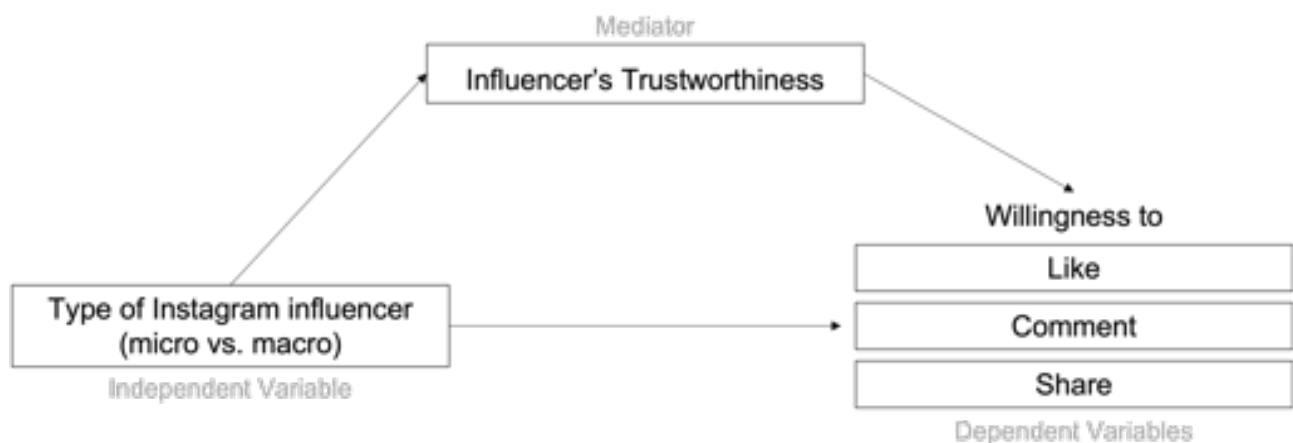 Mediator
Influencer's Trustworthiness
Willingness to
Like
Type of Instagram influencer
(micro vs. macro)
Comment
Independent Variable
Share
Dependent Variables